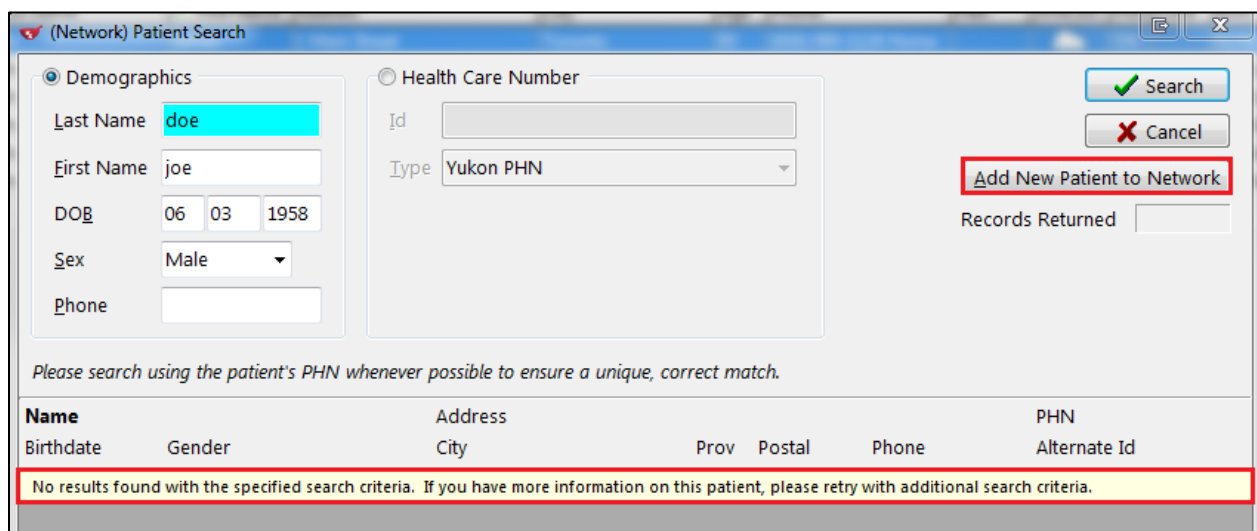 (Network) Patient Search
Demographics
Last Name doe
First Name joe
DOB 06 03 1958
Sex Male
Phone
Health Care Number
Id
Type Yukon PHN
Search
Cancel
Add New Patient to Network
Records Returned
Please search using the patient's PHN whenever possible to ensure a unique, correct match.
Name Address PHN
Birthdate Gender City Prov Postal Phone Alternate Id
No results found with the specified search criteria. If you have more information on this patient, please retry with additional search criteria.